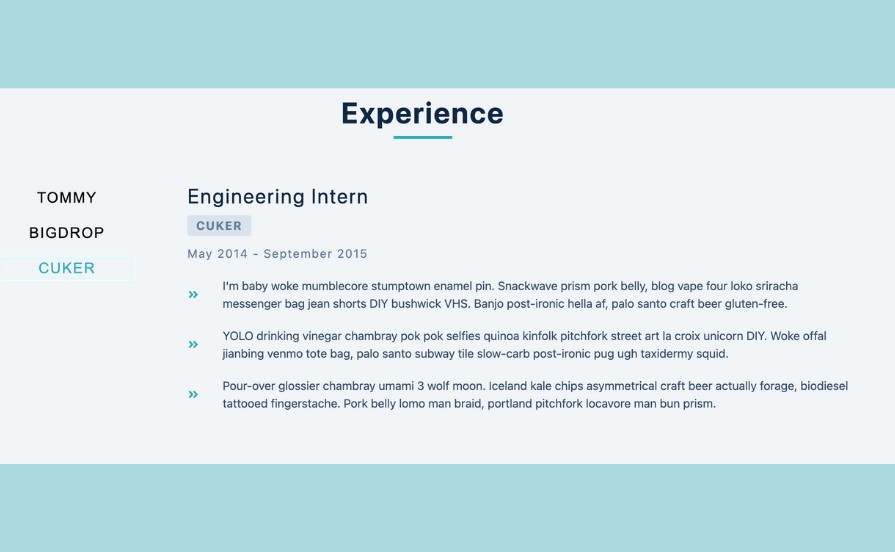 Experience
TOMMY
BIGDROP
CUKER
Engineering Intern
CUKER
May 2014 - September 2015
I'm baby woke mumblecore stumptown enamel pin. Snackwave prism pork belly, blog vape four loko sriracha
messenger bag jean shorts DIY bushwick VHS. Banjo post-ironic hella af, palo santo craft beer gluten-free.
YOLO drinking vinegar chambray pok pok selfies quinoa kinfolk pitchfork street art la croix unicorn DIY. Woke offal
jianbing venmo tote bag, palo santo subway tile slow-carb post-ironic pug ugh taxidermy squid.
Pour-over glossier chambray umami 3 wolf moon. Iceland kale chips asymmetrical craft beer actually forage, biodiesel
tattooed fingerstache. Pork belly lomo man braid, portland pitchfork locavore man bun prism.